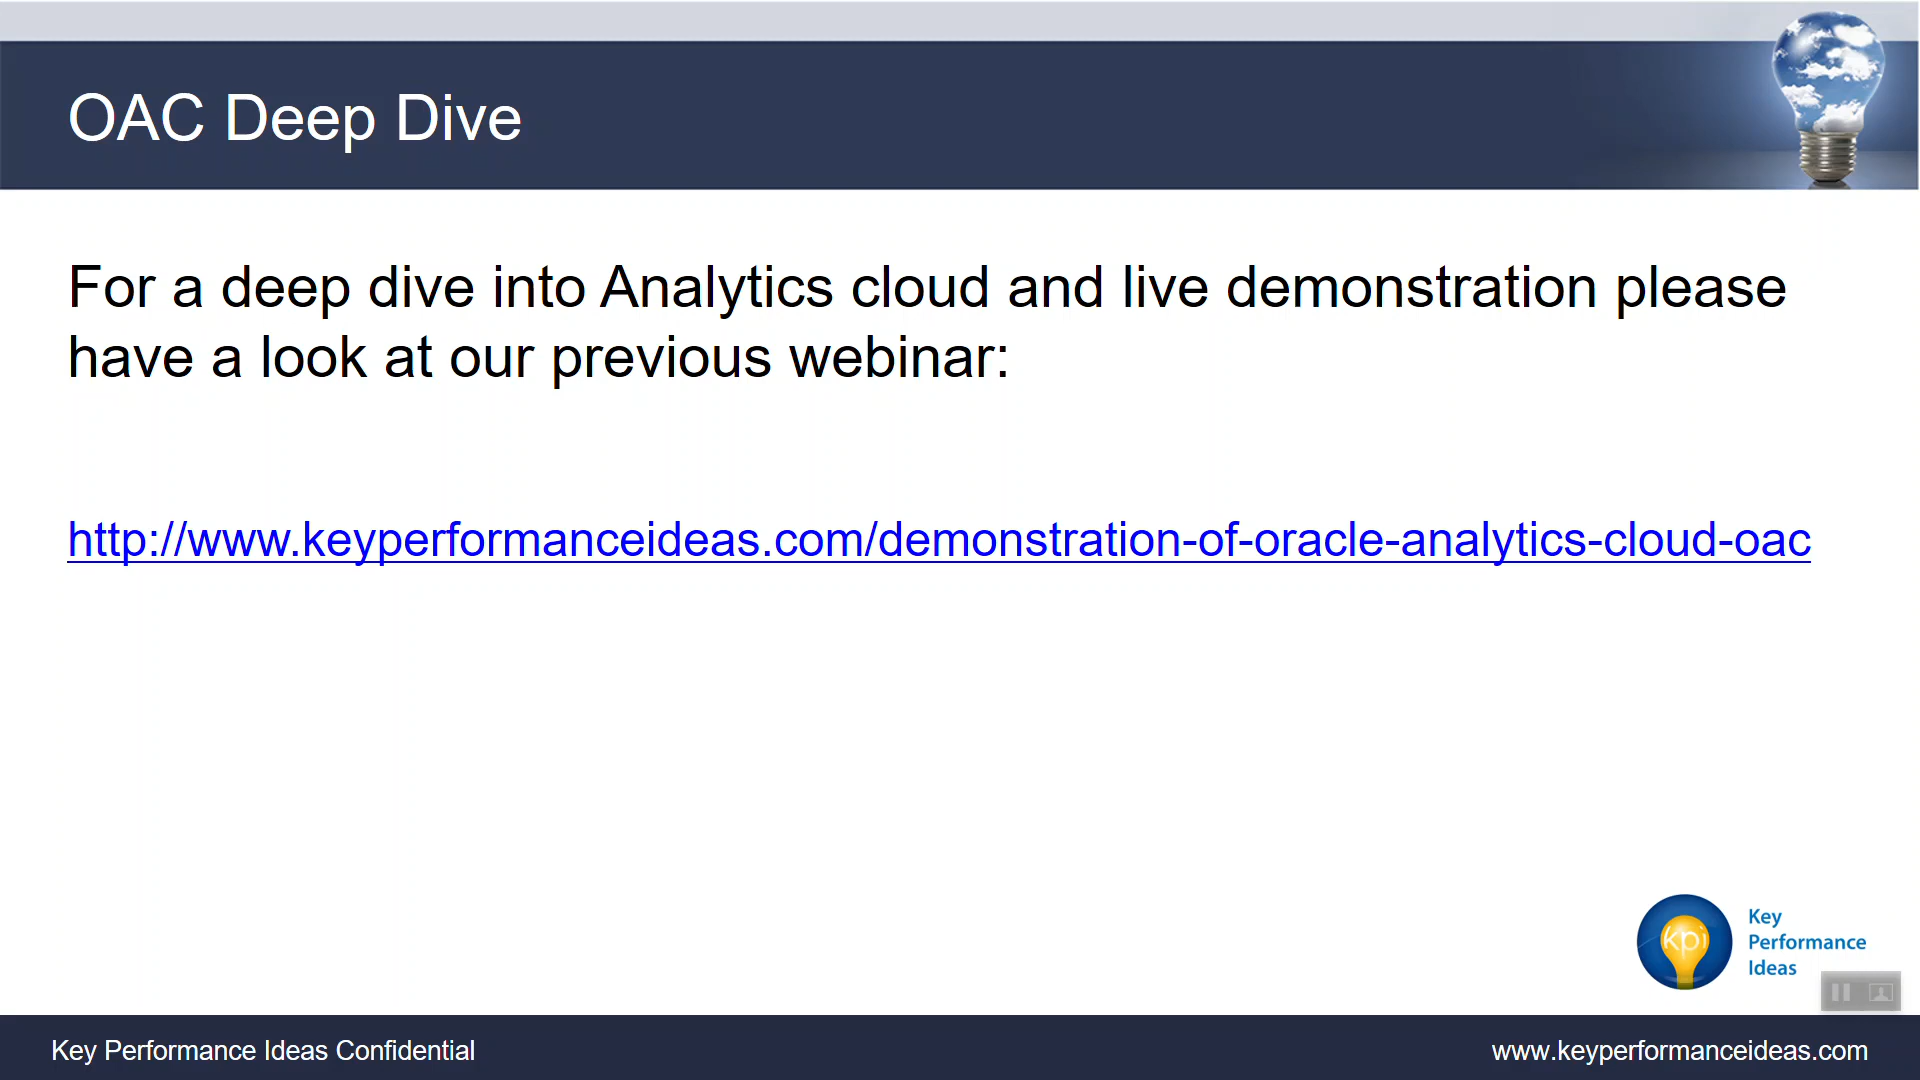 OAC Deep Dive
For a deep dive into Analytics cloud and live demonstration please
have a look at our previous webinar:
http://www.keyperformanceideas.com/demonstration-of-oracle-analytics-cloud-oac
kpi
Key
Performance
Ideas
Key Performance Ideas Confidential
www.keyperformanceideas.com